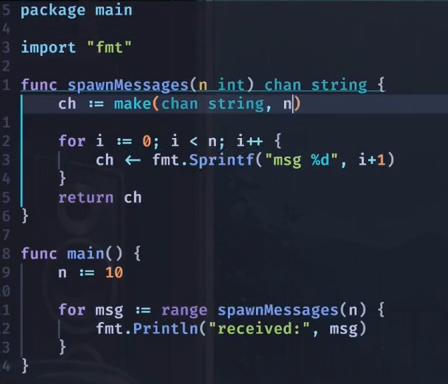 5 package main
4
3 import "fmt"
2
1 func spawnMessages(n int) chan string {
ch := make(chan string, n)
1
2 for i := 0; i < n; i++ {
3 ch <- fmt.Sprintf("msg %d", i+1)
4 }
5 return ch
6 }
7
8 func main() {
9 n := 10
0
1 for msg := range spawnMessages(n) {
2 fmt.Println("received:", msg)
3 }
4 }